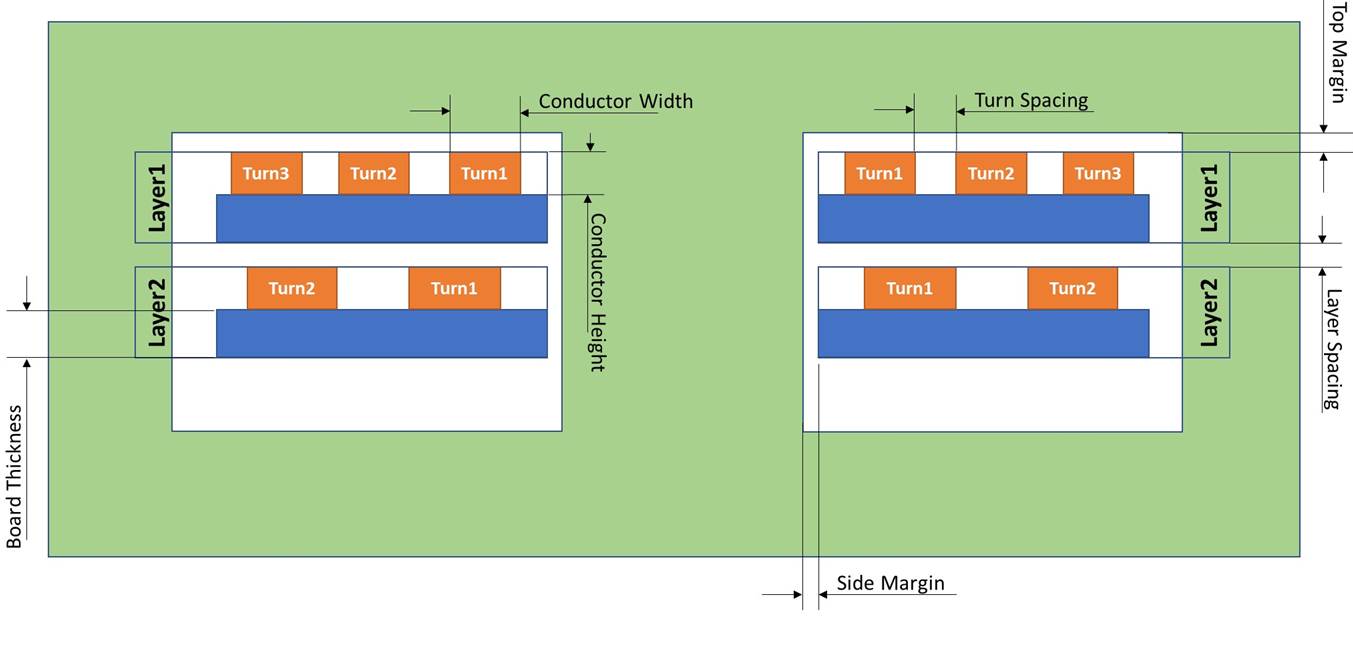 Top Margin
Conductor Width
Turn Spacing
Layer1
Turn3
Turn2
Turn1
Turn1
Turn2
Turn3
Layer1
Conductor Height
Layer2
Turn2
Turn1
Turn1
Turn2
Layer2
Layer Spacing
Board Thickness
Side Margin